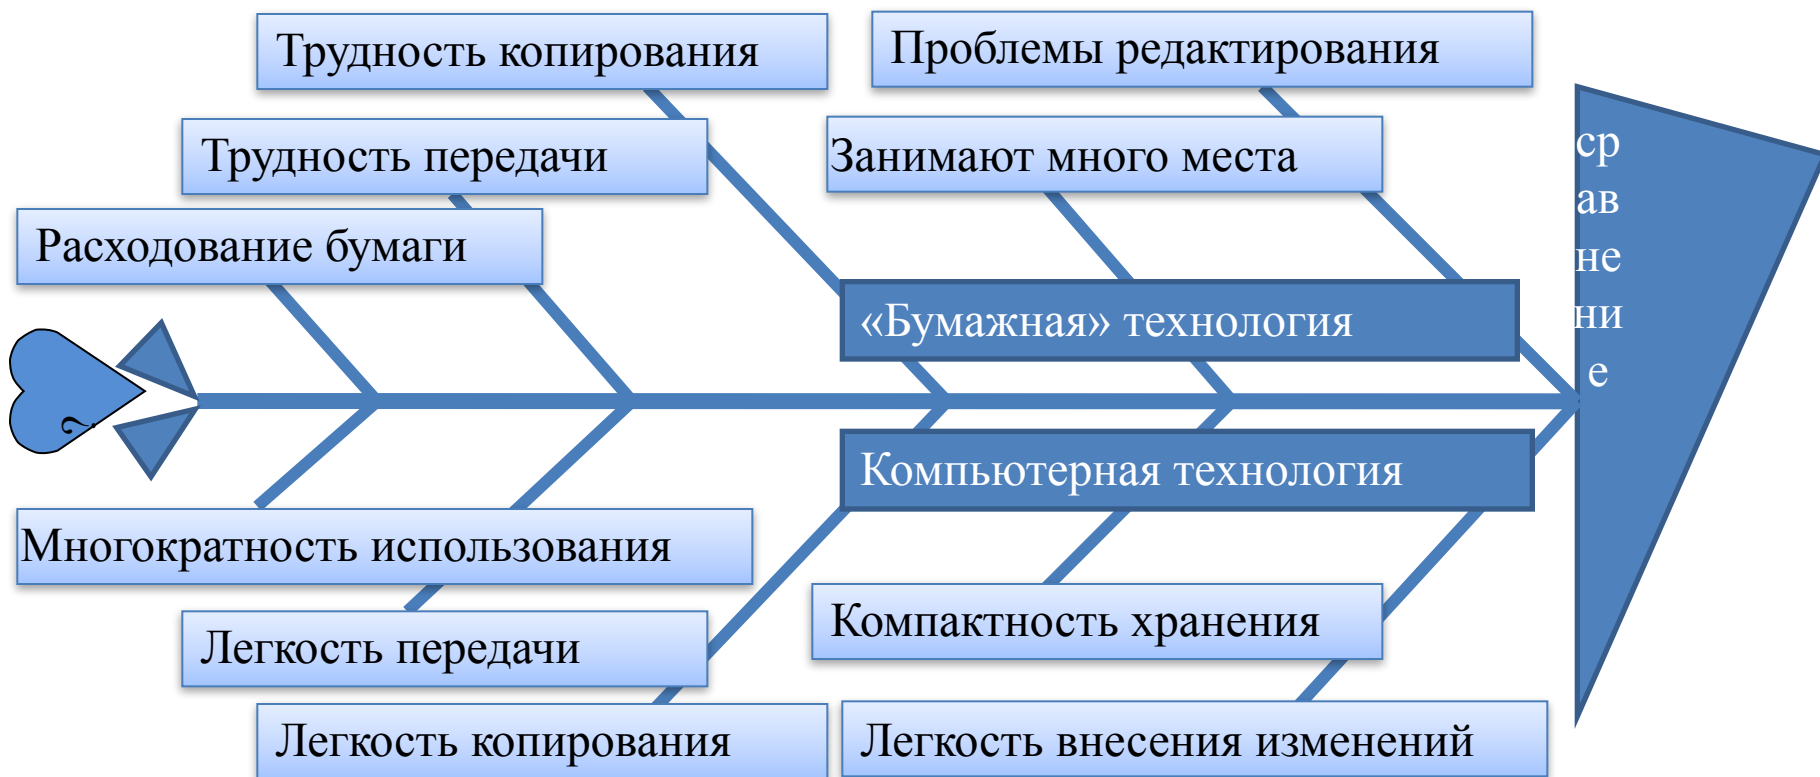 Трудность копирования
Проблемы редактирования
Трудность передачи
Занимают много места
Расходование бумаги
«Бумажная» технология
ср
ав
не
ни
е
?
Компьютерная технология
Многократность использования
Компактность хранения
Легкость передачи
Легкость копирования
Легкость внесения изменений